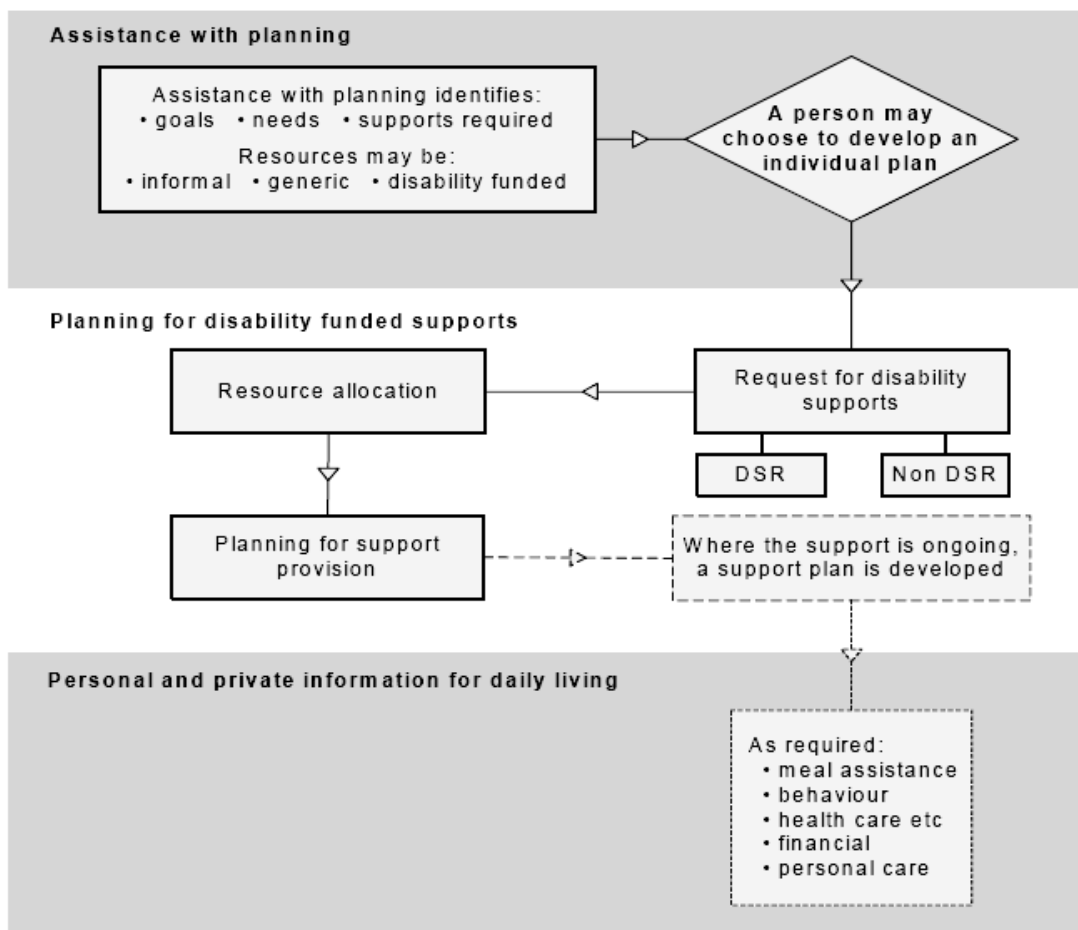 Assistance with planning
Assistance with planning identifies:
• goals • needs • supports required
Resources may be:
• informal • generic • disability funded
A person may
choose to develop an
individual plan
Planning for disability funded supports
Resource allocation
Request for disability
supports
DSR
Non DSR
Planning for support
provision
Where the support is ongoing,
a support plan is developed
Personal and private information for daily living
As required:
• meal assistance
• behaviour
• health care etc
• financial
• personal care